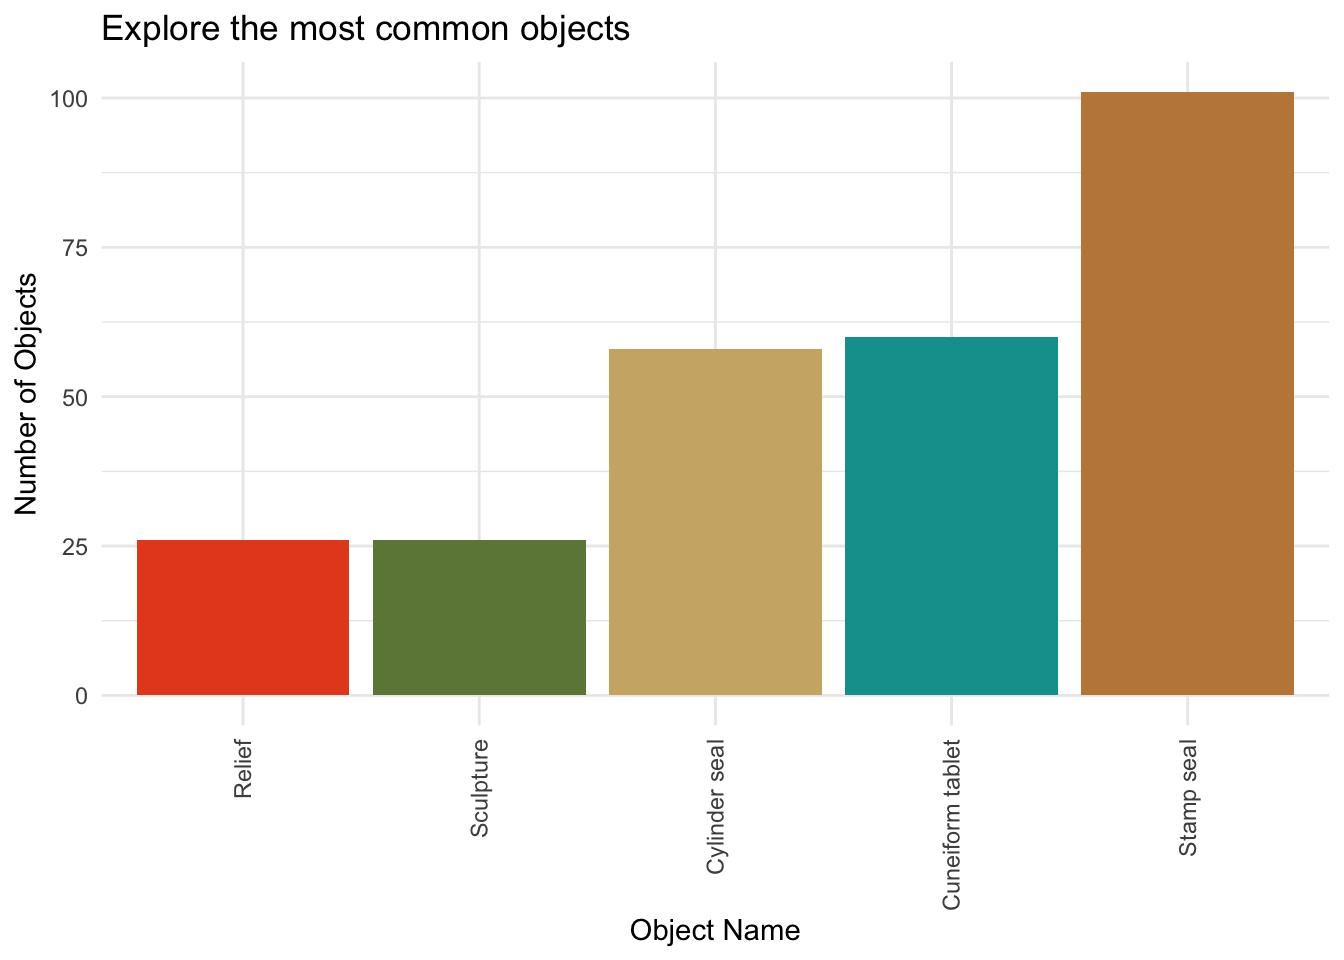 Explore the most common objects
Number of Objects
100
75
50
25
0
Relief
Sculpture
Cylinder seal
Cuneiform tablet
Stamp seal
Object Name